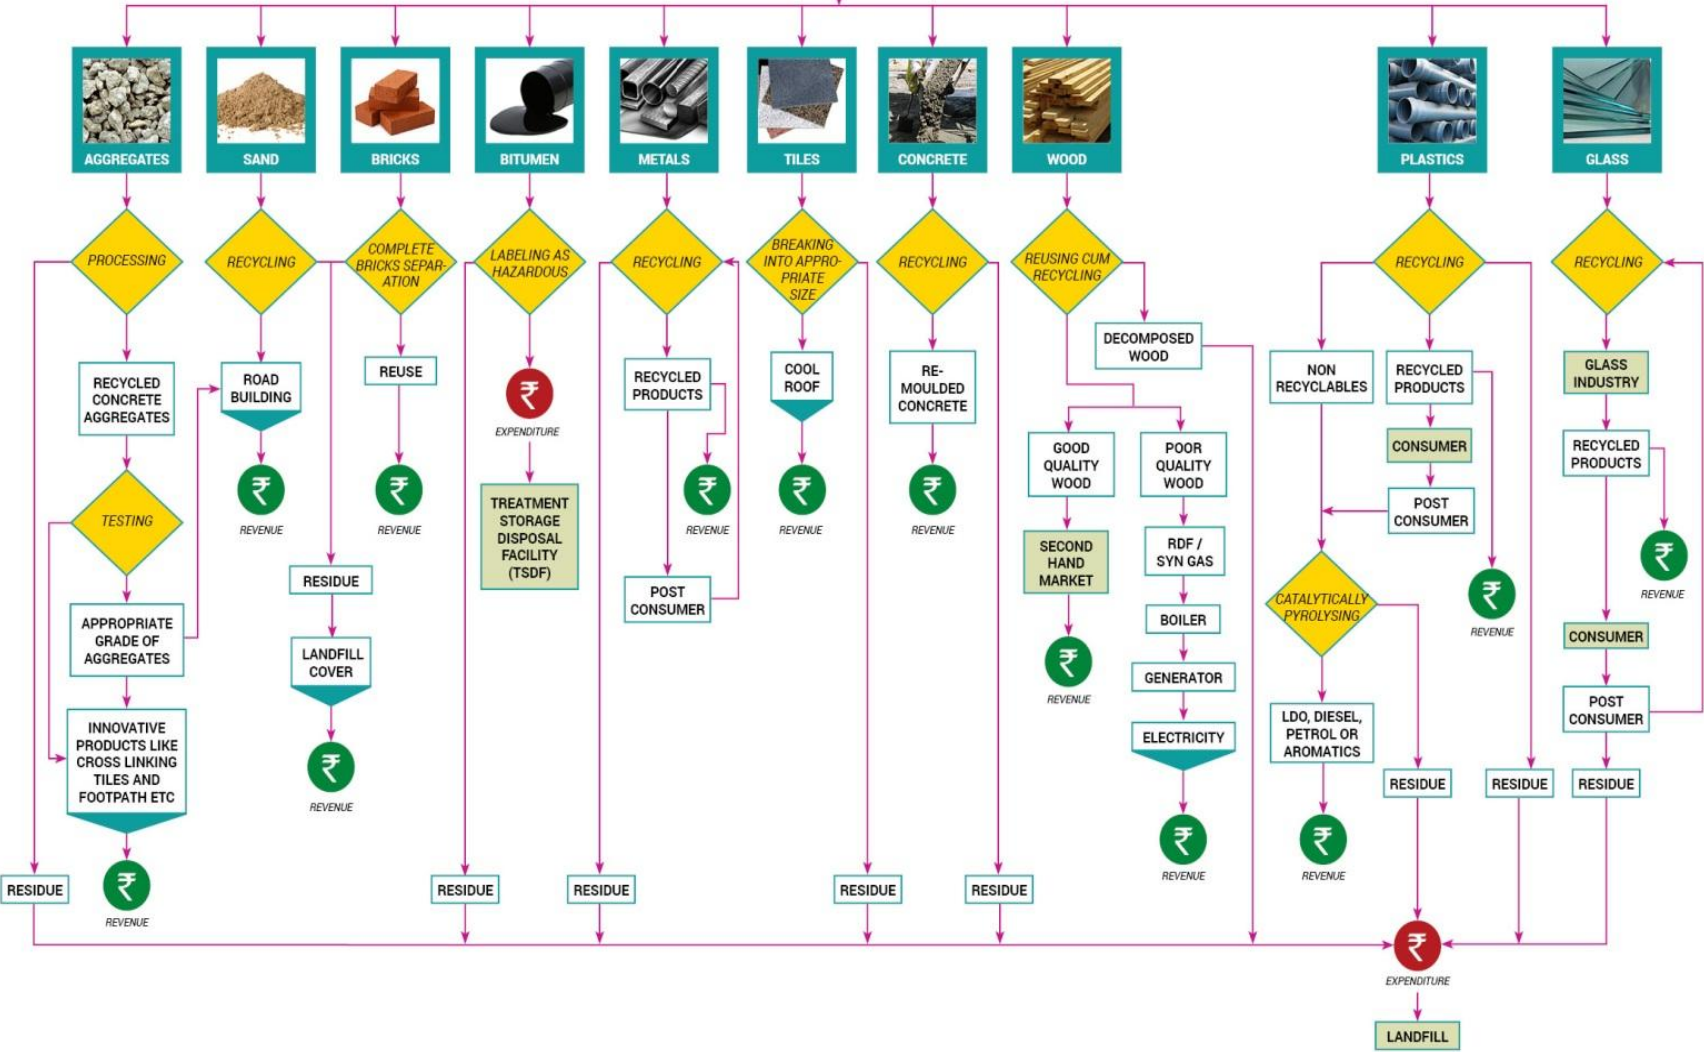 AGGREGATES
SAND
BRICKS
BITUMEN
METALS
TILES
CONCRETE
WOOD
PLASTICS
GLASS
PROCESSING
RECYCLING
COMPLETE
BRICKS SEPAR-
ATION
LABELING AS
HAZARDOUS
RECYCLING
BREAKING
INTO APPRO-
PRIATE
SIZE
RECYCLING
REUSING CUM
RECYCLING
RECYCLING
RECYCLING
DECOMPOSED
WOOD
RECYCLED
CONCRETE
AGGREGATES
ROAD
BUILDING
REUSE
₹
EXPENDITURE
RECYCLED
PRODUCTS
COOL
ROOF
RE-
MOULDED
CONCRETE
NON
RECYCLABLES
RECYCLED
PRODUCTS
GLASS
INDUSTRY
GOOD
QUALITY
WOOD
POOR
QUALITY
WOOD
CONSUMER
RECYCLED
PRODUCTS
TESTING
₹
REVENUE
₹
REVENUE
TREATMENT
STORAGE
DISPOSAL
FACILITY
(TSDF)
₹
REVENUE
₹
REVENUE
₹
REVENUE
POST
CONSUMER
SECOND
HAND
MARKET
RDF /
SYN GAS
₹
REVENUE
RESIDUE
POST
CONSUMER
BOILER
CATALYTICALLY
PYROLYSING
₹
REVENUE
APPROPRIATE
GRADE OF
AGGREGATES
LANDFILL
COVER
₹
REVENUE
GENERATOR
CONSUMER
INNOVATIVE
PRODUCTS LIKE
CROSS LINKING
TILES AND
FOOTPATH ETC
₹
REVENUE
ELECTRICITY
LDO, DIESEL,
PETROL OR
AROMATICS
POST
CONSUMER
RESIDUE
RESIDUE
RESIDUE
₹
REVENUE
₹
REVENUE
RESIDUE
₹
REVENUE
RESIDUE
RESIDUE
RESIDUE
RESIDUE
₹
EXPENDITURE
LANDFILL